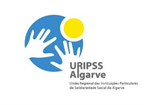 URIPSS
Algarve
União Regional das Instituições Particulares
de Solidariedade Social do Algarve